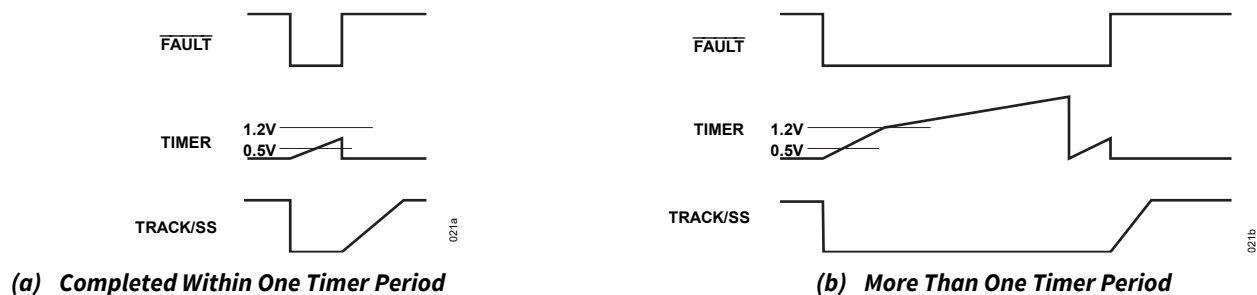 FAULT
TIMER
1.2V
0.5V
TRACK/SS
021a
(a) Completed Within One Timer Period
FAULT
TIMER
1.2V
0.5V
TRACK/SS
021b
(b) More Than One Timer Period